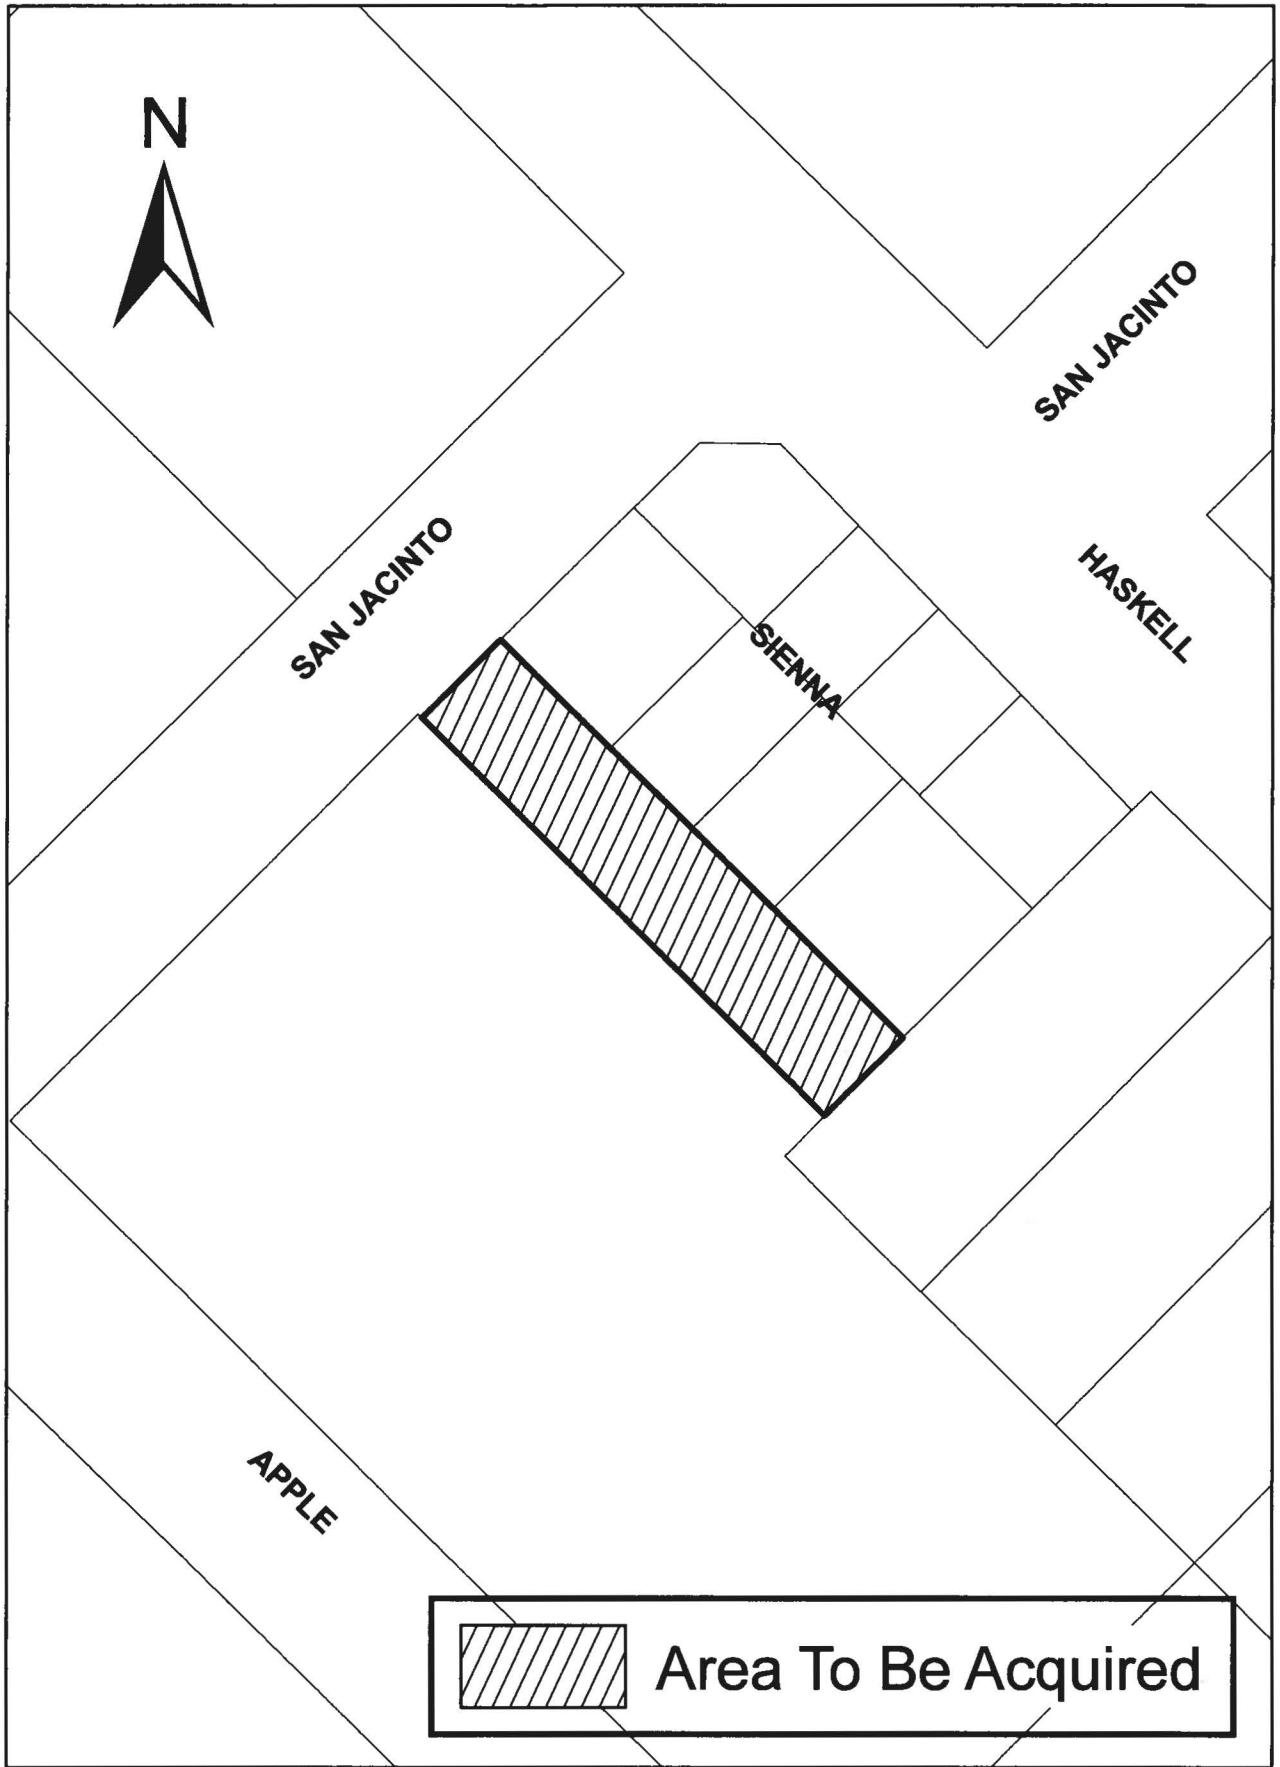 N
SAN JACINTO
SAN JACINTO
HASKELL
SIENNA
APPLE
Area To Be Acquired